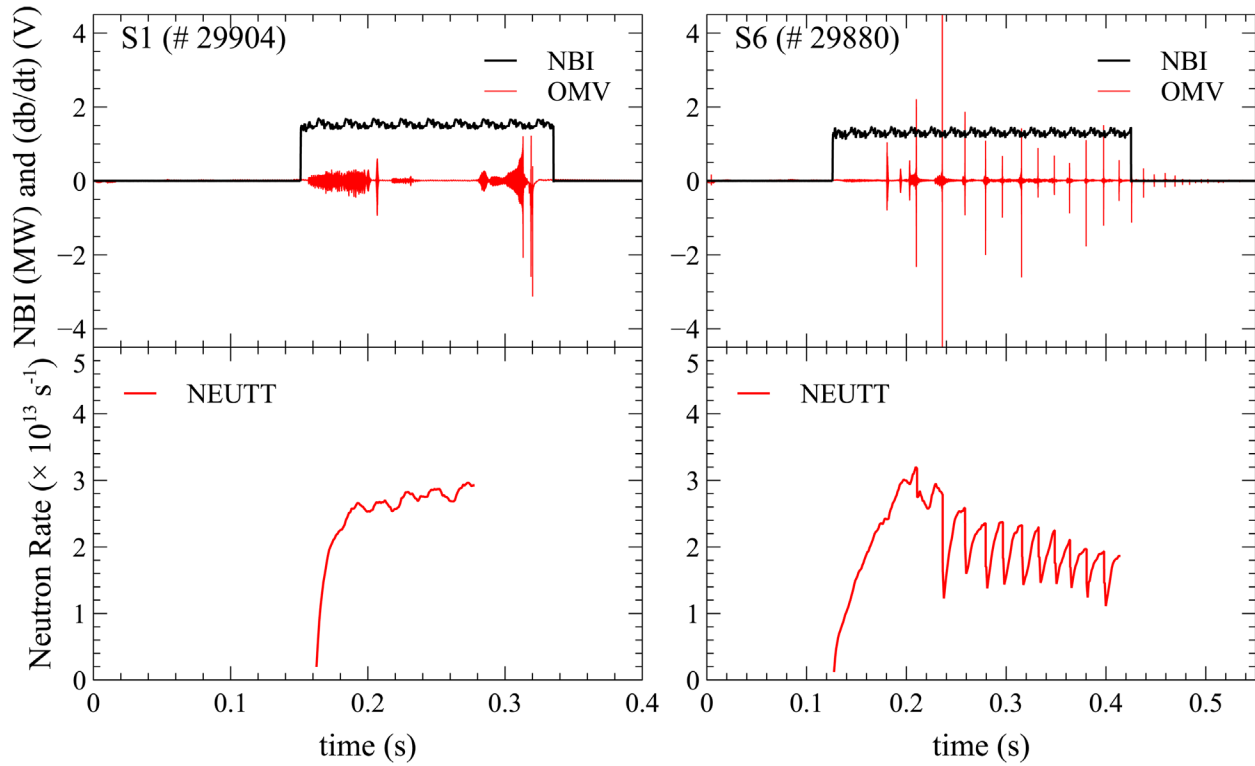 S1 (# 29904)
NBI
OMV
NBI (MW) and (db/dt) (V)
4
2
0
−2
−4
S6 (# 29880)
NBI
OMV
4
2
0
−2
−4
NEUTT
Neutron Rate (× 10¹³ s⁻¹)
5
4
3
2
1
0
0 0.1 0.2 0.3 0.4
time (s)
NEUTT
5
4
3
2
1
0
0 0.1 0.2 0.3 0.4 0.5
time (s)